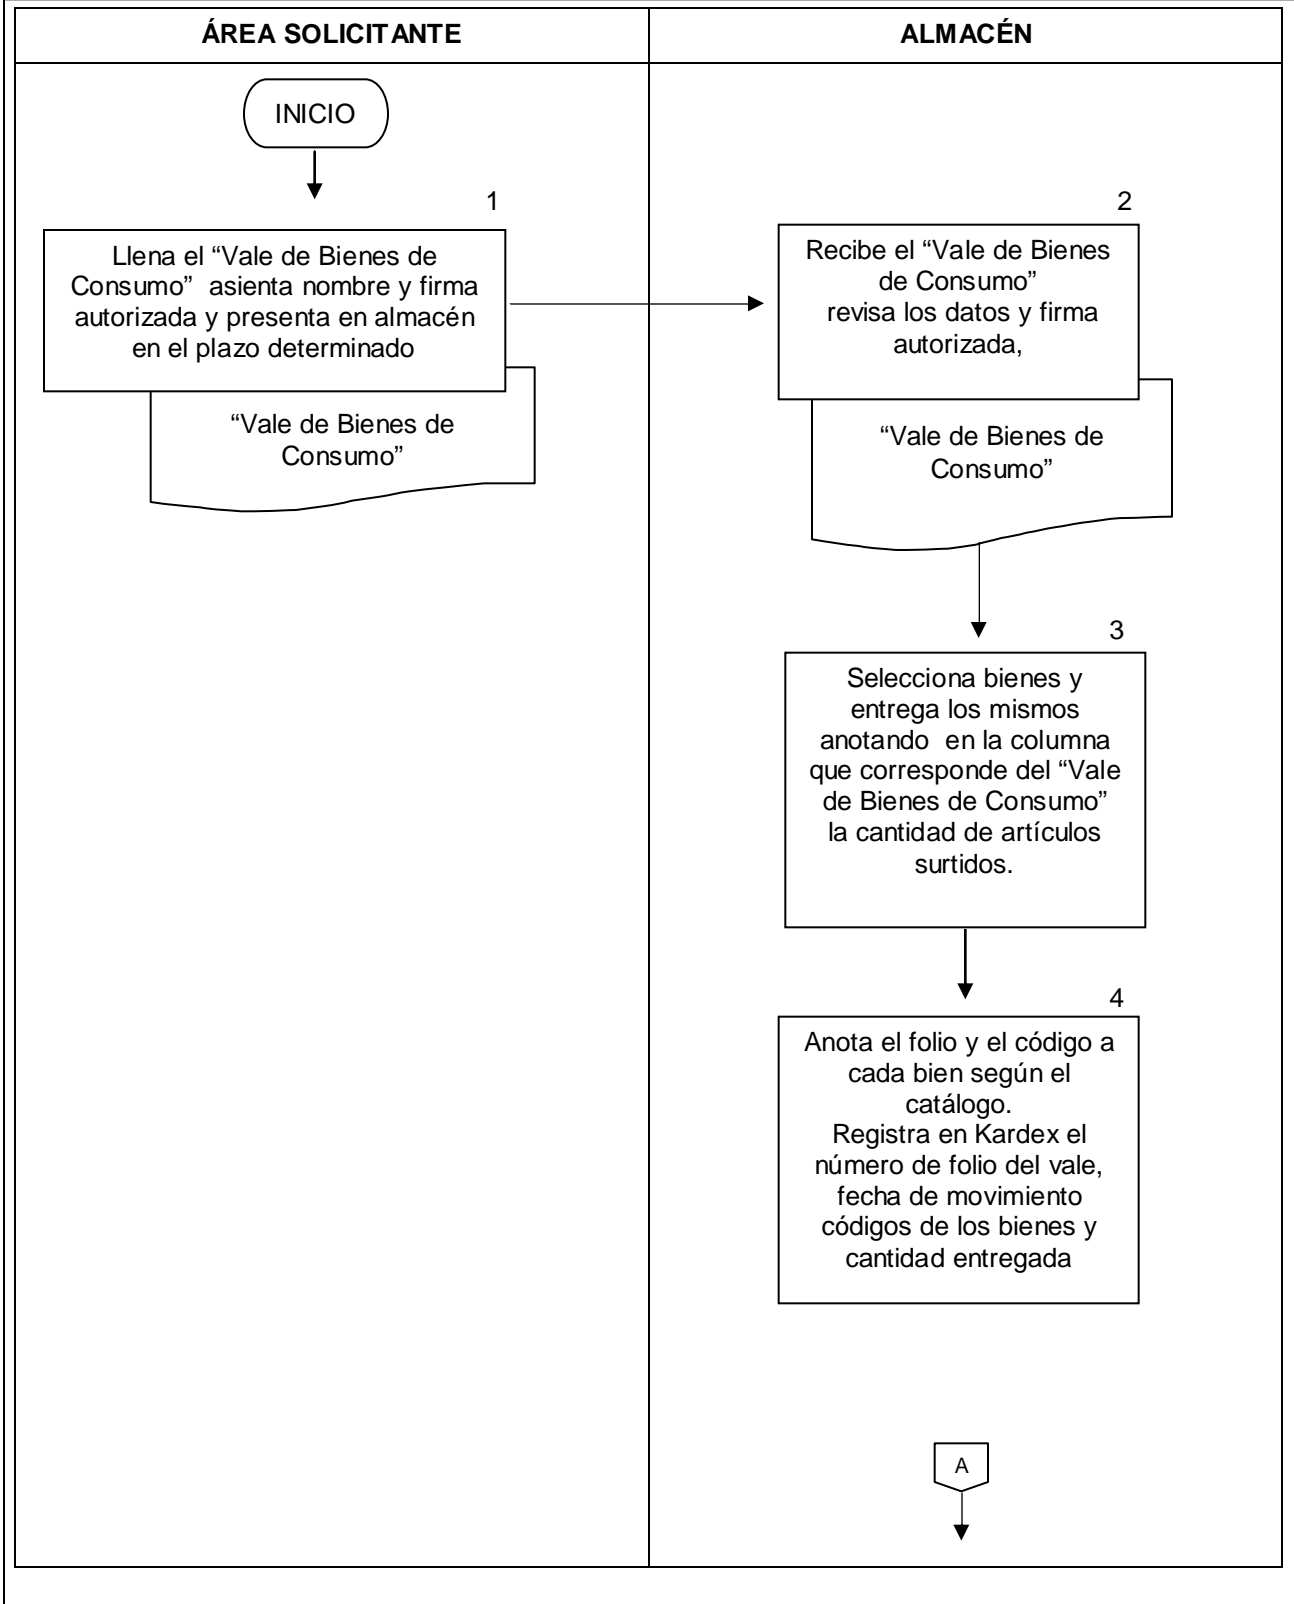 ÁREA SOLICITANTE
ALMACÉN
INICIO
1
Llena el “Vale de Bienes de
Consumo” asienta nombre y firma
autorizada y presenta en almacén
en el plazo determinado
“Vale de Bienes de
Consumo”
2
Recibe el “Vale de Bienes
de Consumo”
revisa los datos y firma
autorizada,
“Vale de Bienes de
Consumo”
3
Selecciona bienes y
entrega los mismos
anotando en la columna
que corresponde del “Vale
de Bienes de Consumo”
la cantidad de artículos
surtidos.
4
Anota el folio y el código a
cada bien según el
catálogo.
Registra en Kardex el
número de folio del vale,
fecha de movimiento
códigos de los bienes y
cantidad entregada
A